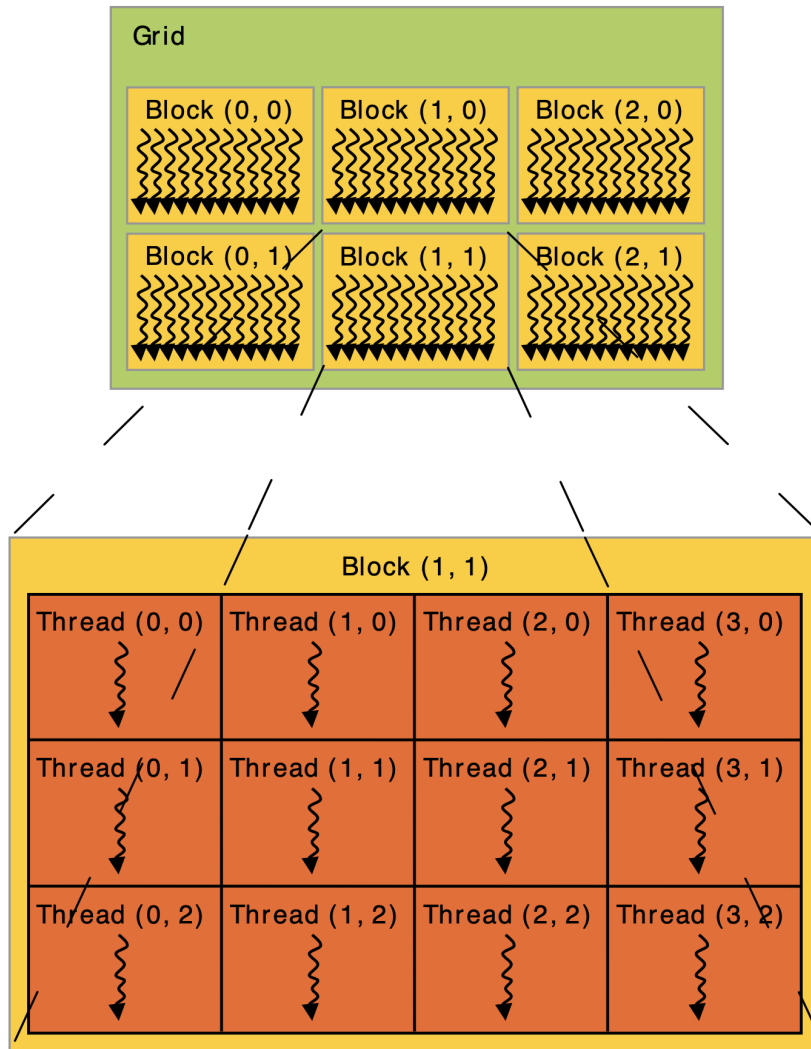 Grid
Block (0, 0) Block (1, 0) Block (2, 0)
Block (0, 1) Block (1, 1) Block (2, 1)
Block (1, 1)
Thread (0, 0) Thread (1, 0) Thread (2, 0) Thread (3, 0)
Thread (0, 1) Thread (1, 1) Thread (2, 1) Thread (3, 1)
Thread (0, 2) Thread (1, 2) Thread (2, 2) Thread (3, 2)